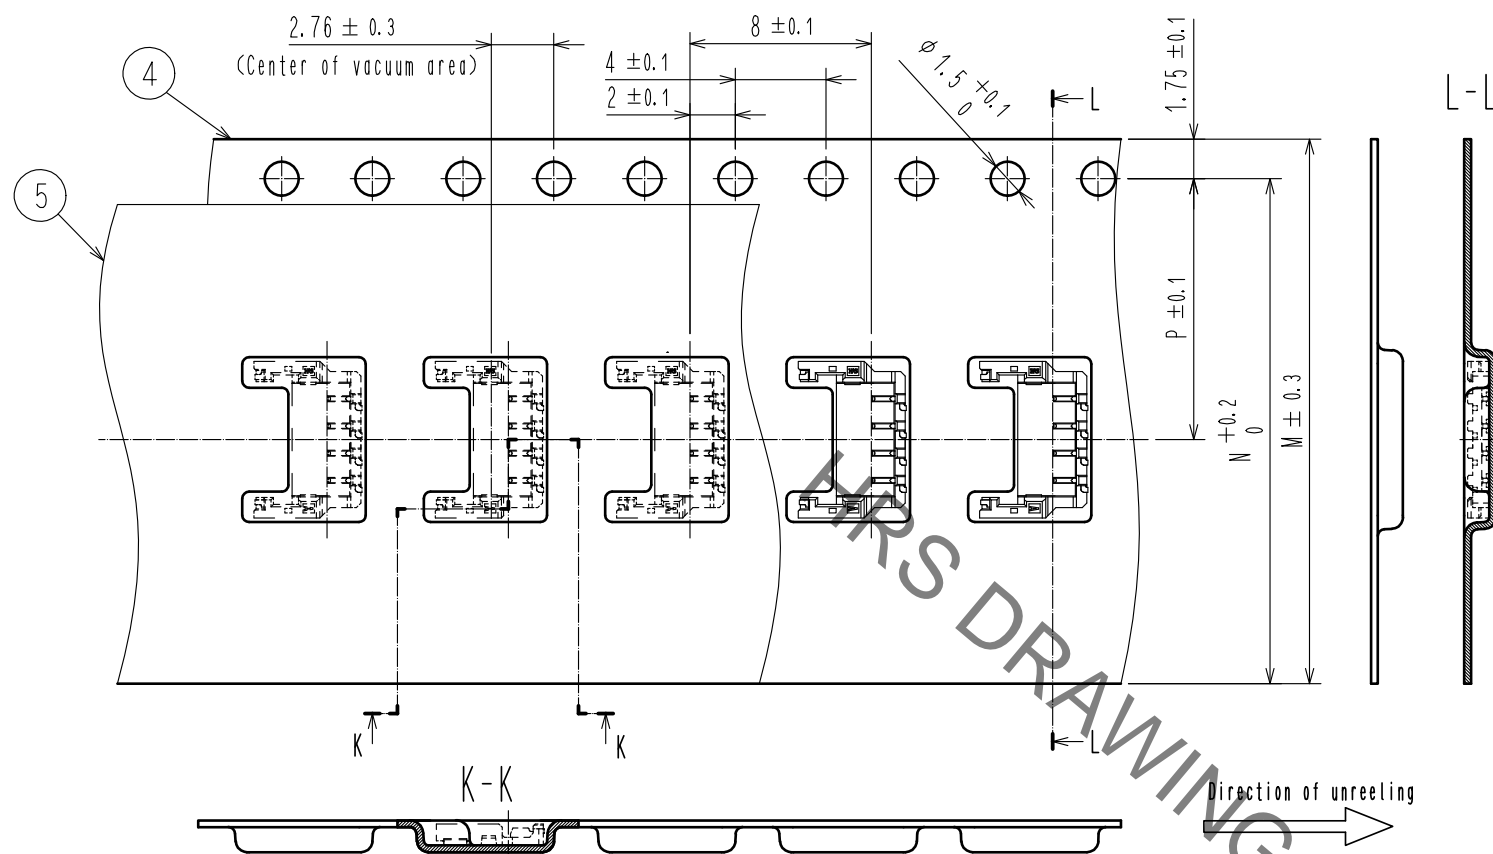 2.76 ± 0.3
(Center of vacuum area)
8 ±0.1
4 ±0.1
2 ±0.1
ø 1.5 +0.1 0
1.75 ±0.1
L
L-L
4
5
P ±0.1
N +0.2 0
M ± 0.3
K
K
L
K-K
HRS DRAWING
Direction of unreeling